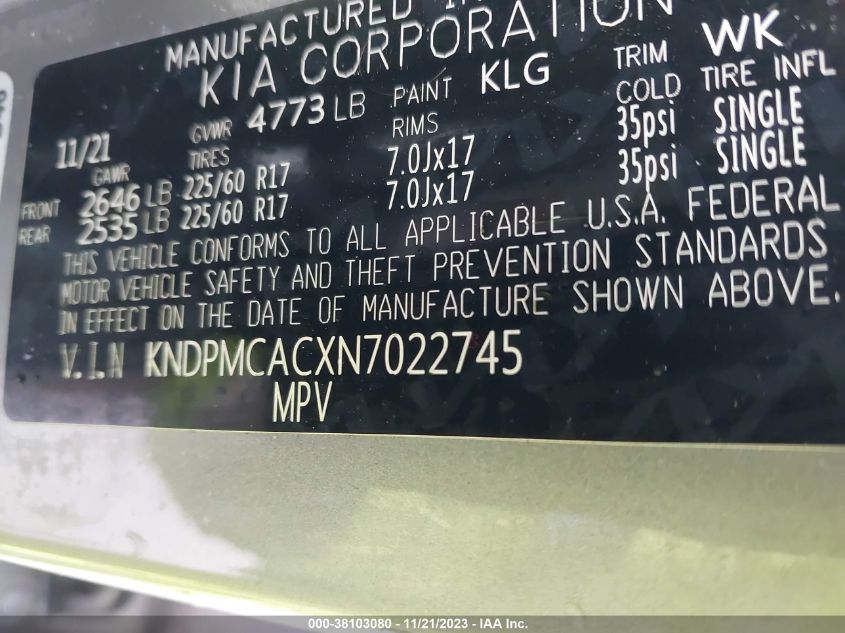 MANUFACTURED
KIA CORPORATION
11/21 GVWR 4773 LB PAINT KLG TRIM WK
GAWR TIRES RIMS COLD TIRE INFL
FRONT 2646 LB 225/60 R17 7.0Jx17 35psi SINGLE
REAR 2535 LB 225/60 R17 7.0Jx17 35psi SINGLE
THIS VEHICLE CONFORMS TO ALL APPLICABLE U.S.A. FEDERAL
MOTOR VEHICLE SAFETY AND THEFT PREVENTION STANDARDS
IN EFFECT ON THE DATE OF MANUFACTURE SHOWN ABOVE.
V.I.N KNDPMCACXN7022745
MPV
000-38103080 - 11/21/2023 - IAA Inc.